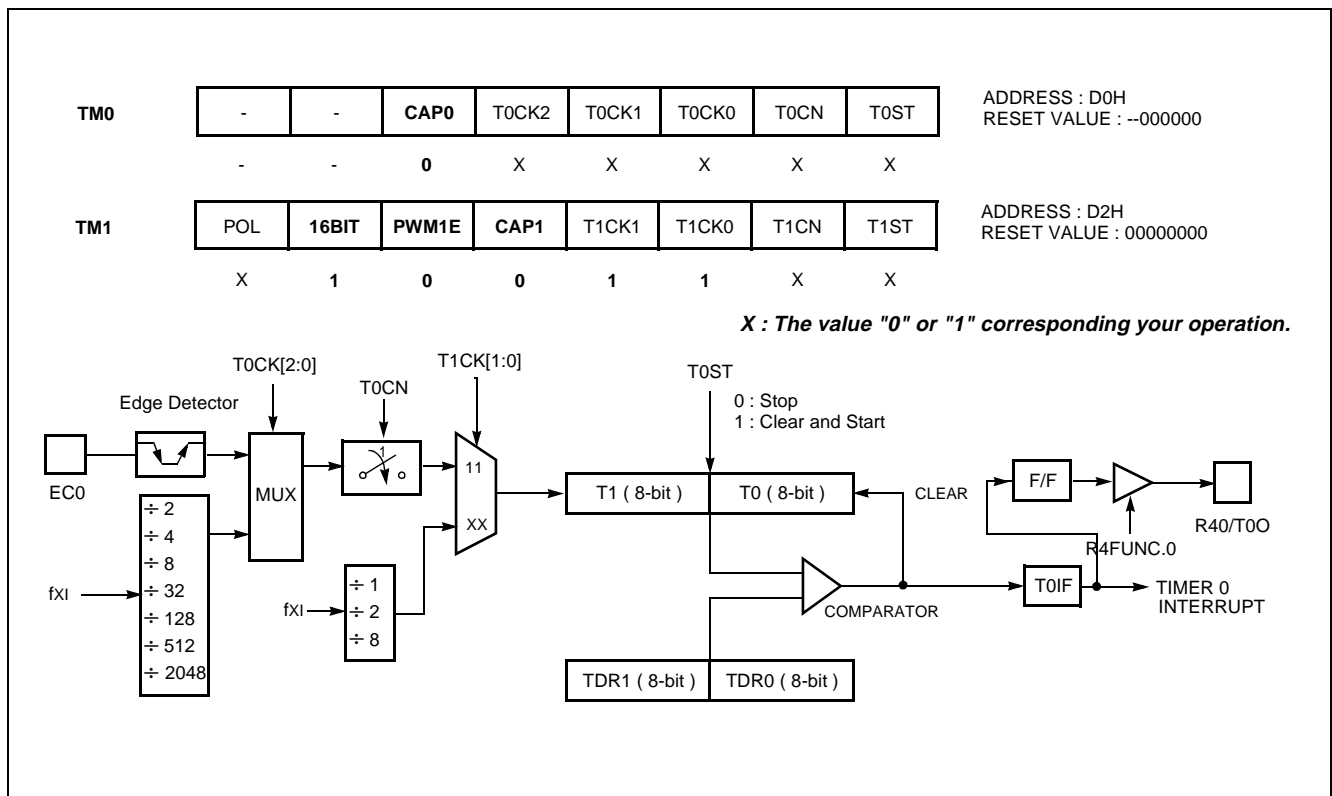 TM0 - - CAP0 T0CK2 T0CK1 T0CK0 T0CN T0ST ADDRESS : D0H
RESET VALUE : --000000
- - 0 X X X X X
TM1 POL 16BIT PWM1E CAP1 T1CK1 T1CK0 T1CN T1ST ADDRESS : D2H
RESET VALUE : 00000000
X 1 0 0 1 1 X X
X : The value "0" or "1" corresponding your operation.
T0CK[2:0]
T1CK[1:0]
T0CN
T0ST
0 : Stop
1 : Clear and Start
Edge Detector
EC0
MUX
1
11
XX
T1 ( 8-bit ) T0 ( 8-bit )
CLEAR
F/F
R40/T0O
R4FUNC.0
÷ 2
÷ 4
÷ 8
÷ 32
÷ 128
÷ 512
÷ 2048
fXI
fXI
÷ 1
÷ 2
÷ 8
COMPARATOR
T0IF
TIMER 0
INTERRUPT
TDR1 ( 8-bit ) TDR0 ( 8-bit )